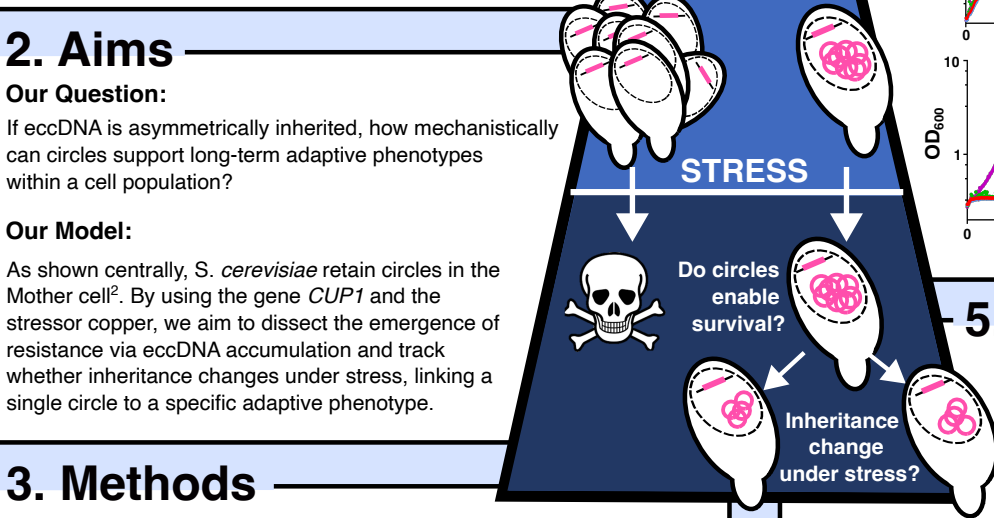 2. Aims
Our Question:
If eccDNA is asymmetrically inherited, how mechanistically
can circles support long-term adaptive phenotypes
within a cell population?
Our Model:
As shown centrally, S. cerevisiae retain circles in the
Mother cell². By using the gene CUP1 and the
stressor copper, we aim to dissect the emergence of
resistance via eccDNA accumulation and track
whether inheritance changes under stress, linking a
single circle to a specific adaptive phenotype.
3. Methods
STRESS
Do circles
enable
survival?
Inheritance
change
under stress?
0
10
OD₆₀₀
1
0
5